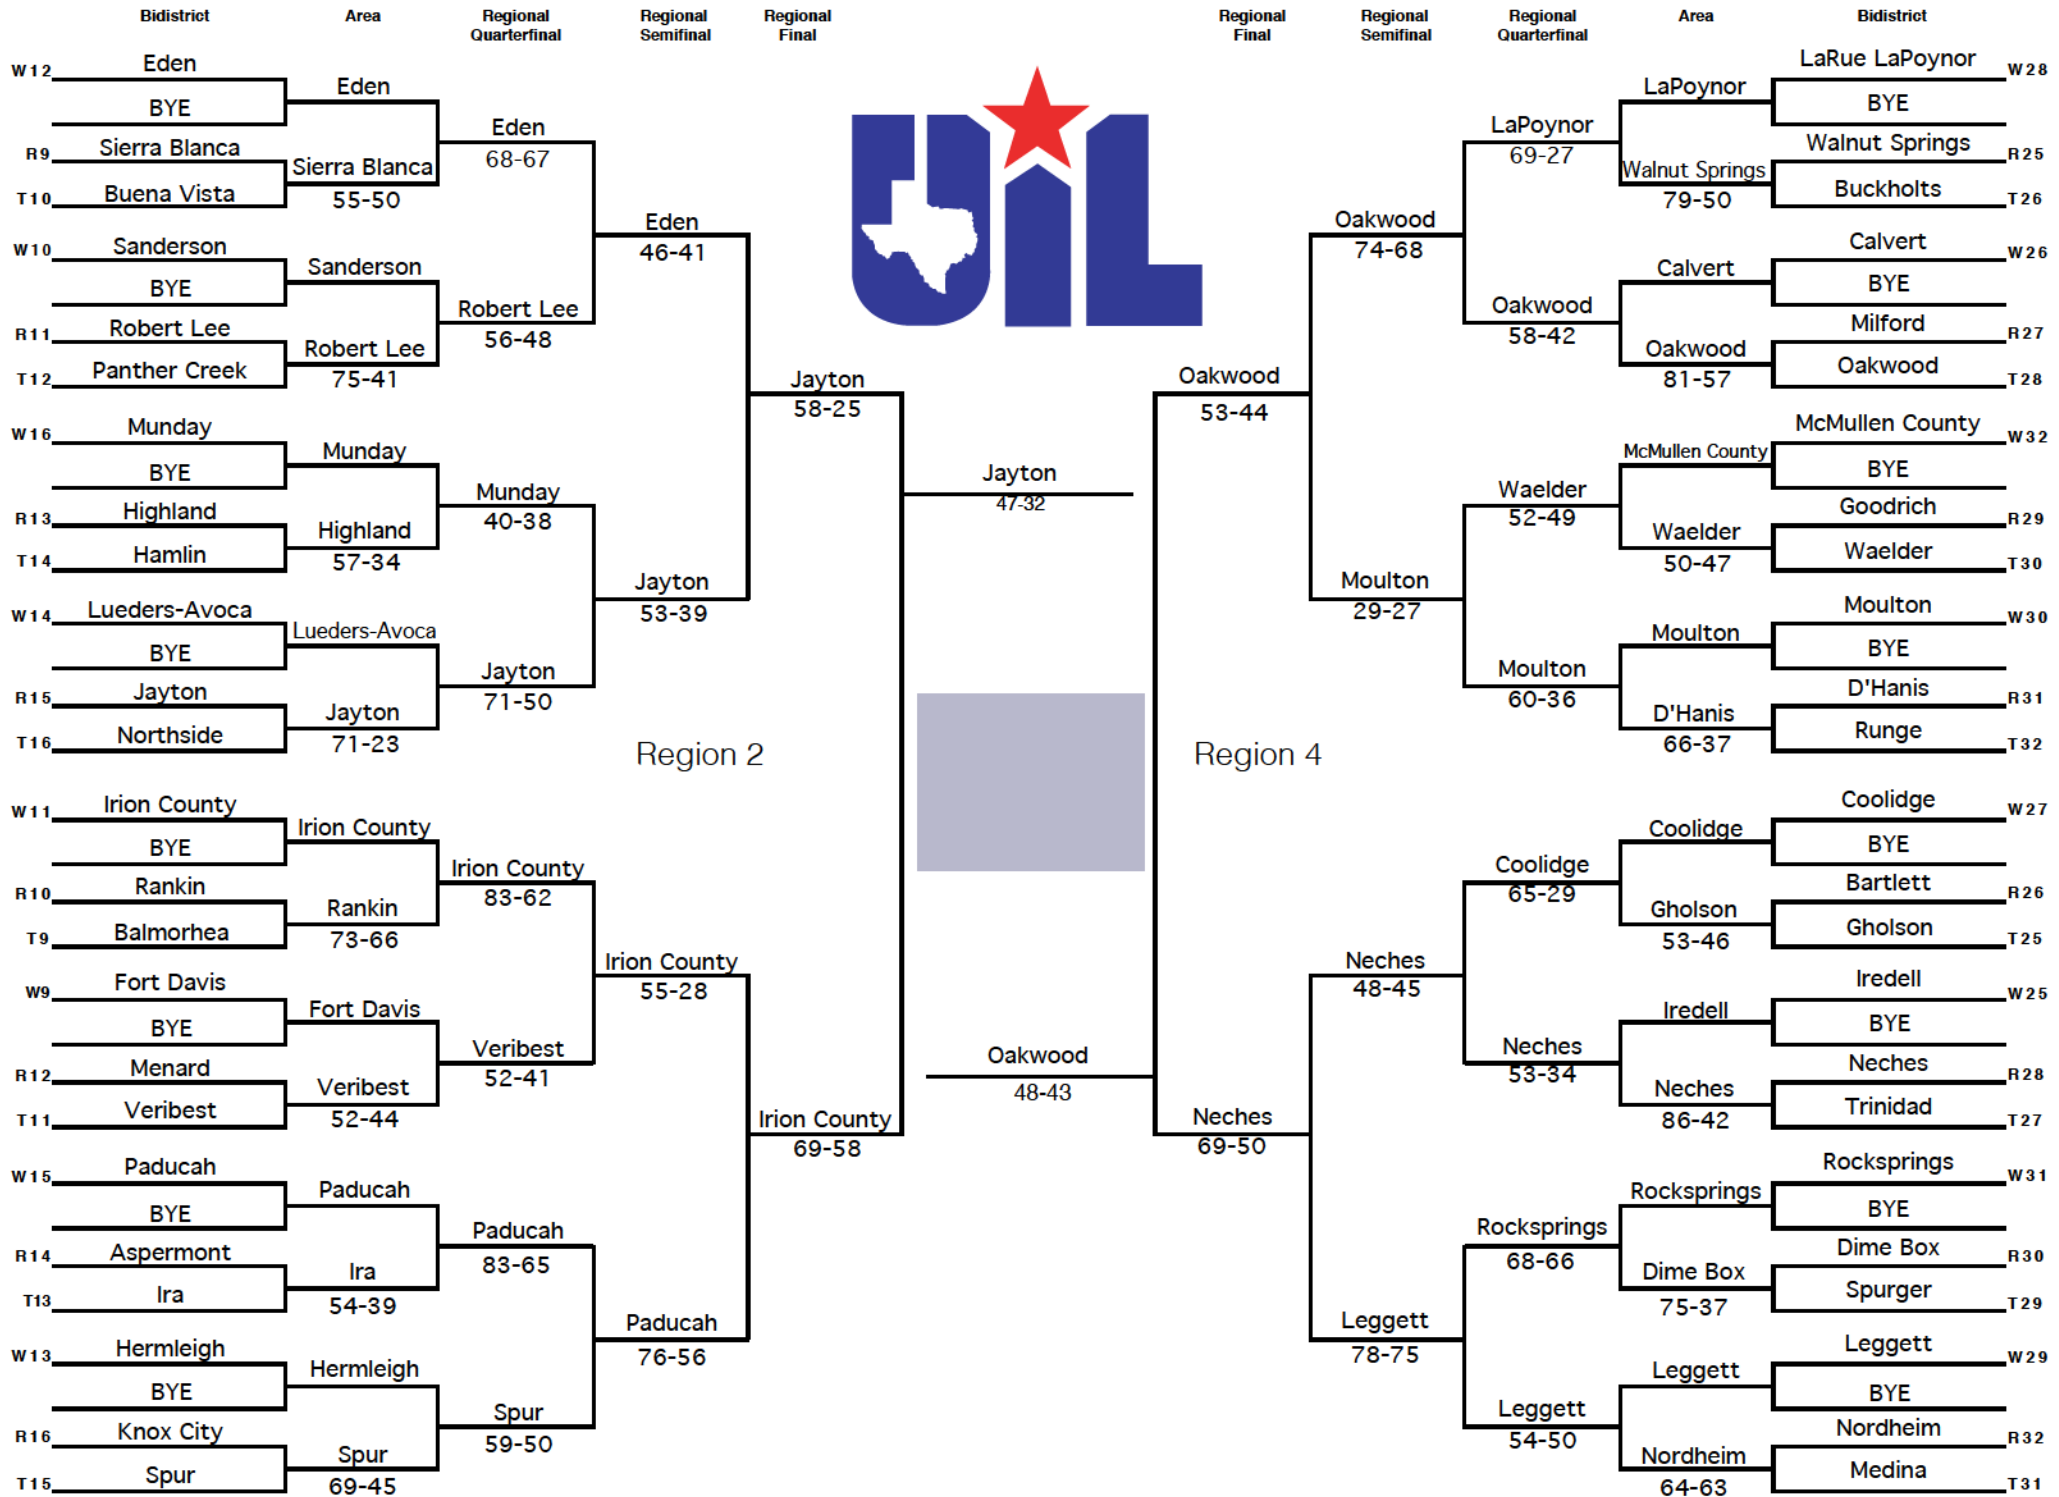 Bidistrict
Area
Regional
Quarterfinal
Regional
Semifinal
Regional
Final
Regional
Final
Regional
Semifinal
Regional
Quarterfinal
Area
Bidistrict
W12
Eden
BYE
R9
Sierra Blanca
T10
Buena Vista
W10
Sanderson
BYE
R11
Robert Lee
T12
Panther Creek
W16
Munday
BYE
R13
Highland
T14
Hamlin
W14
Lueders-Avoca
BYE
R15
Jayton
T16
Northside
W11
Irion County
BYE
R10
Rankin
T9
Balmorhea
W9
Fort Davis
BYE
R12
Menard
T11
Veribest
W15
Paducah
BYE
R14
Aspermont
T13
Ira
W13
Hermleigh
BYE
R16
Knox City
T15
Spur
Eden
Sierra Blanca
55-50
Sanderson
Robert Lee
75-41
Munday
Highland
57-34
Lueders-Avoca
Jayton
71-23
Irion County
Rankin
73-66
Fort Davis
Veribest
52-44
Paducah
Ira
54-39
Hermleigh
Spur
69-45
Eden
68-67
Robert Lee
56-48
Munday
40-38
Jayton
71-50
Irion County
83-62
Veribest
52-41
Paducah
83-65
Spur
59-50
Eden
46-41
Jayton
53-39
Region 2
Irion County
55-28
Paducah
76-56
Jayton
58-25
Irion County
69-58
UIL
Jayton
47-32
Oakwood
48-43
Oakwood
53-44
Region 4
Neches
69-50
Oakwood
74-68
Moulton
29-27
Neches
48-45
Leggett
78-75
LaPoynor
69-27
Oakwood
58-42
Waelder
52-49
Moulton
60-36
Coolidge
65-29
Neches
53-34
Rocksprings
68-66
Leggett
54-50
LaPoynor
Walnut Springs
79-50
Calvert
Oakwood
81-57
McMullen County
Waelder
50-47
Moulton
D'Hanis
66-37
Coolidge
Gholson
53-46
Iredell
Neches
86-42
Rocksprings
Dime Box
75-37
Leggett
Nordheim
64-63
LaRue LaPoynor
W28
BYE
Walnut Springs
R25
Buckholts
T26
Calvert
W26
BYE
Milford
R27
Oakwood
T28
McMullen County
W32
BYE
Goodrich
R29
Waelder
T30
Moulton
W30
BYE
D'Hanis
R31
Runge
T32
Coolidge
W27
BYE
Bartlett
R26
Gholson
T25
Iredell
W25
BYE
Neches
R28
Trinidad
T27
Rocksprings
W31
BYE
Dime Box
R30
Spurger
T29
Leggett
W29
BYE
Nordheim
R32
Medina
T31